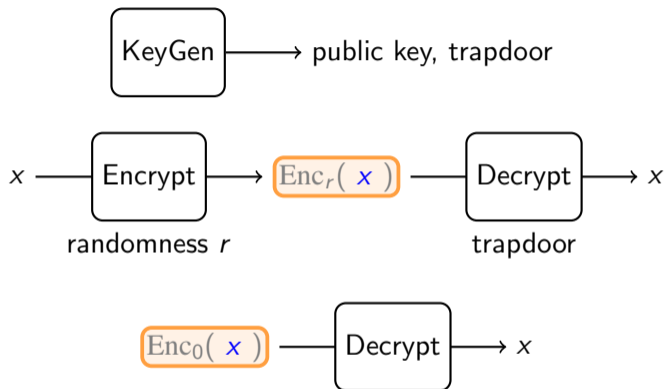 KeyGen public key, trapdoor
x Encrypt Encᵣ( x ) Decrypt x
randomness r trapdoor
Enc₀( x ) Decrypt x